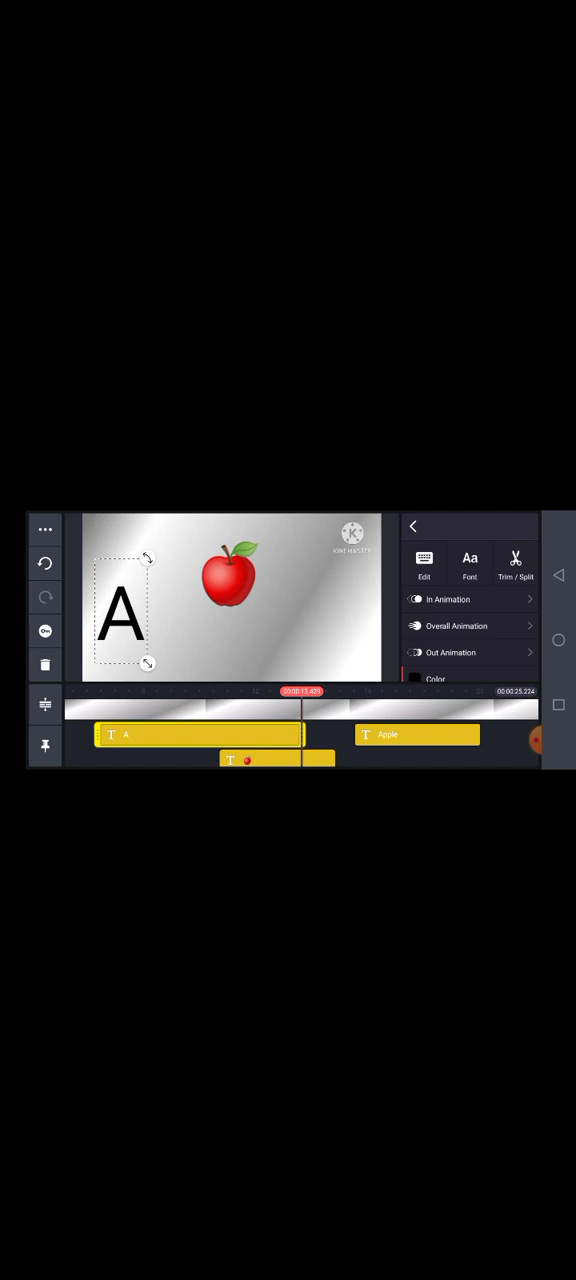 KINEMASTER
A
Edit
Font
Trim / Split
In Animation
Overall Animation
Out Animation
Color
00:00:13.429
00:00:25.224
T A
T Apple
T